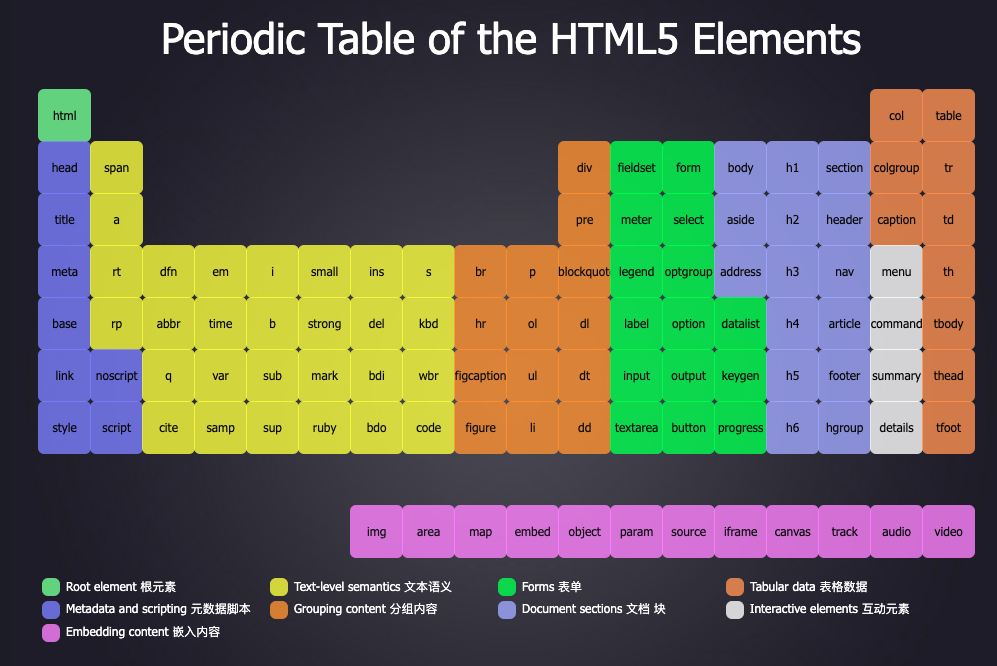 Periodic Table of the HTML5 Elements
html col table
head span div fieldset form body h1 section colgroup tr
title a pre meter select aside h2 header caption td
meta rt dfn em i small ins s br p blockquot legend optgroup address h3 nav menu th
base rp abbr time b strong del kbd hr ol dl label option datalist h4 article command tbody
link noscript q var sub mark bdi wbr figcaption ul dt input output keygen h5 footer summary thead
style script cite samp sup ruby bdo code figure li dd textarea button progress h6 hgroup details tfoot
img area map embed object param source iframe canvas track audio video
Root element 根元素 Text-level semantics 文本语义 Forms 表单 Tabular data 表格数据
Metadata and scripting 元数据脚本 Grouping content 分组内容 Document sections 文档 块 Interactive elements 互动元素
Embedding content 嵌入内容